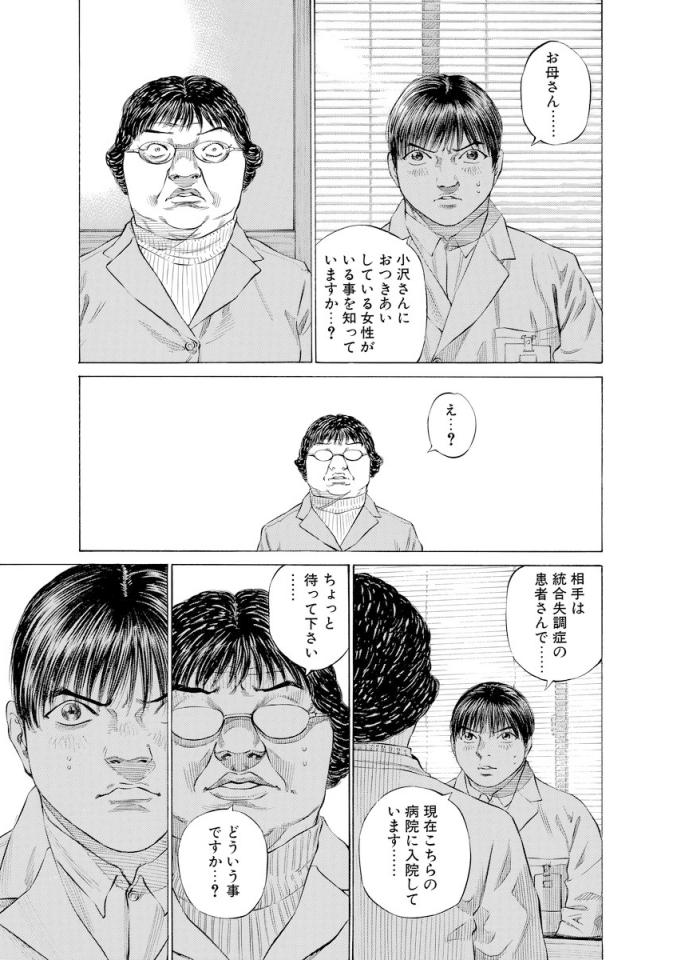 お母さん……
小沢さんに
おつきあい
している女性が
いる事を知って
いますか…？
え…？
相手は
統合失調症の
患者さんで……
現在こちらの
病院に入院して
います……
ちょっと
待って下さい
……
どういう事
ですか…？